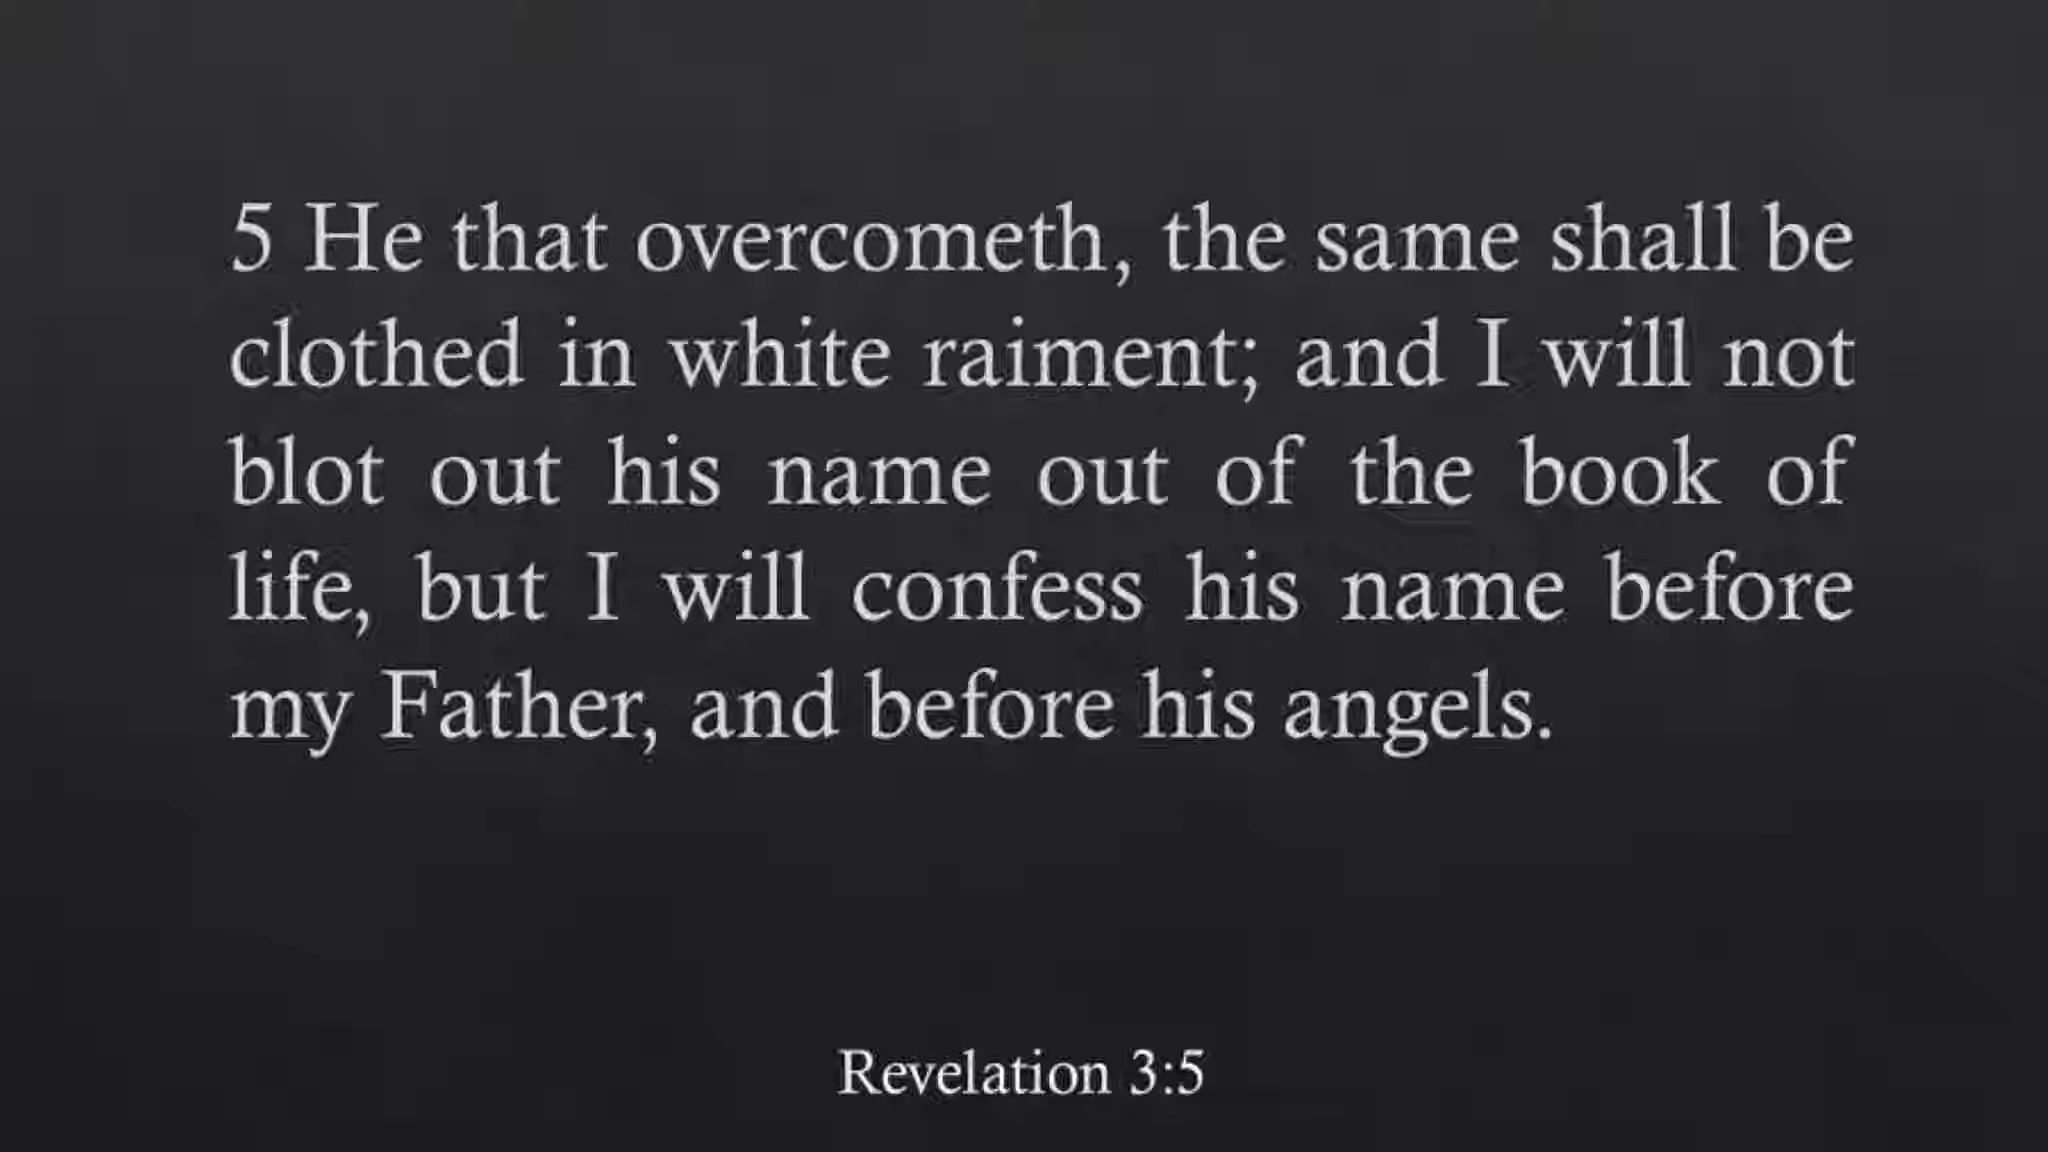 5 He that overcometh, the same shall be
clothed in white raiment; and I will not
blot out his name out of the book of
life, but I will confess his name before
my Father, and before his angels.
Revelation 3:5